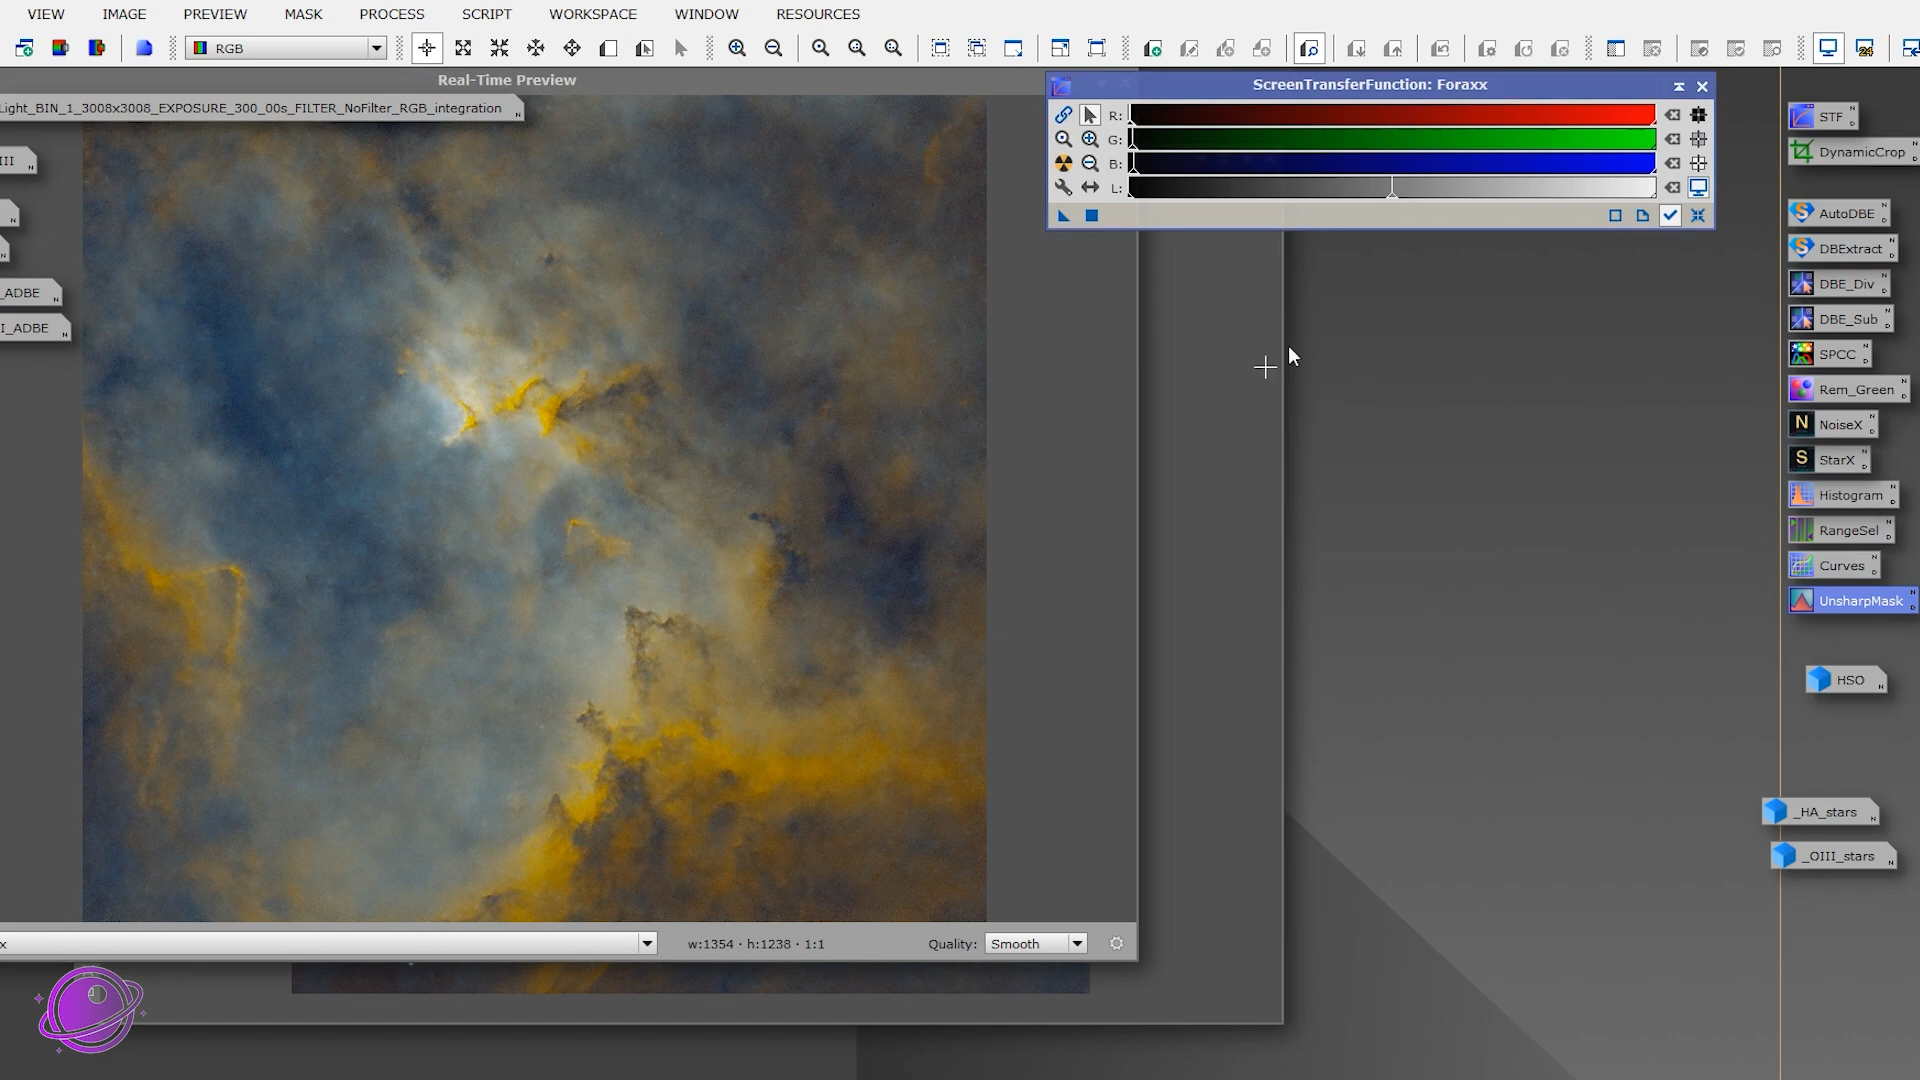 VIEW IMAGE PREVIEW MASK PROCESS SCRIPT WORKSPACE WINDOW RESOURCES
RGB
24
Real-Time Preview
Light_BIN_1_3008x3008_EXPOSURE_300_00s_FILTER_NoFilter_RGB_integration
N
III
N
N
N
_ADBE
N
I_ADBE
N
ScreenTransferFunction: Foraxx
R:
G:
B:
L:
STF
N
D
DynamicCrop
N
D
AutoDBE
N
D
DBExtract
N
D
DBE_Div
N
D
DBE_Sub
N
D
SPCC
N
D
Rem_Green
N
D
N
NoiseX
N
D
S
StarX
N
D
Histogram
N
D
RangeSel
N
D
Curves
N
D
UnsharpMask
N
D
HSO
N
_HA_stars
N
_OIII_stars
N
x
w:1354 · h:1238 · 1:1
Quality: Smooth